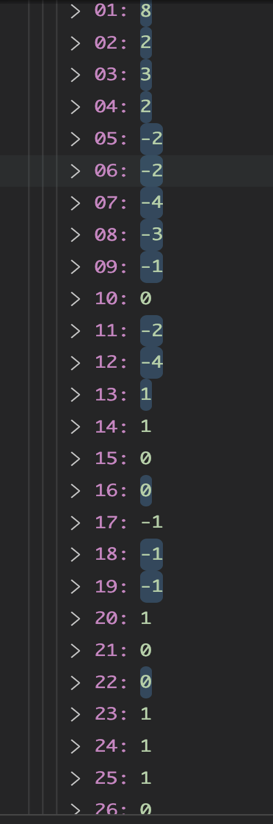 > 01: 8
> 02: 2
> 03: 3
> 04: 2
> 05: -2
> 06: -2
> 07: -4
> 08: -3
> 09: -1
> 10: 0
> 11: -2
> 12: -4
> 13: 1
> 14: 1
> 15: 0
> 16: 0
> 17: -1
> 18: -1
> 19: -1
> 20: 1
> 21: 0
> 22: 0
> 23: 1
> 24: 1
> 25: 1
> 26: 0